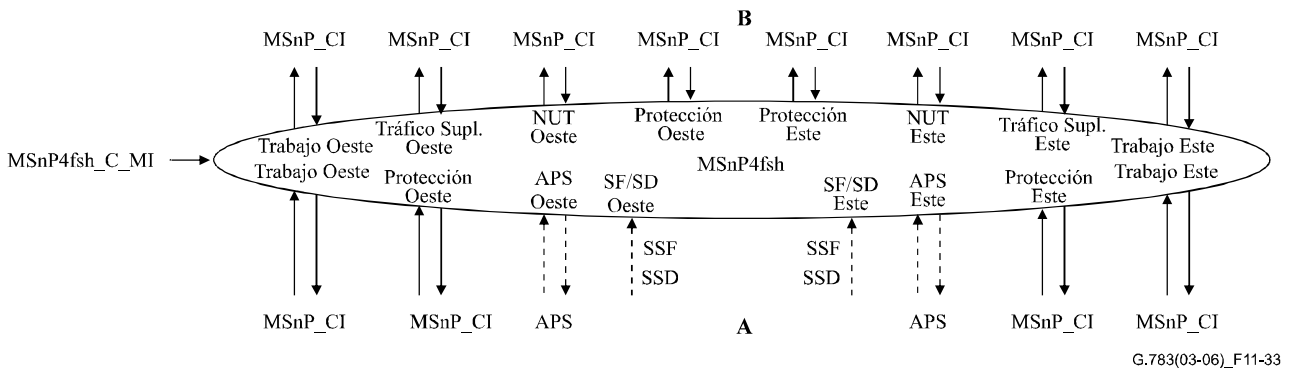 B
MSnP_CI MSnP_CI MSnP_CI MSnP_CI MSnP_CI MSnP_CI MSnP_CI MSnP_CI
Trabajo Oeste
Tráfico Supl.
Oeste
NUT
Oeste
Protección
Oeste
Protección
Este
NUT
Este
Tráfico Supl.
Este
Trabajo Este
MSnP4fsh_C_MI
MSnP4fsh
Trabajo Oeste
Protección
Oeste
APS
Oeste
SF/SD
Oeste
SF/SD
Este
APS
Este
Protección
Este
Trabajo Este
SSF
SSD
SSF
SSD
MSnP_CI MSnP_CI APS APS MSnP_CI MSnP_CI
A
G.783(03-06)_F11-33